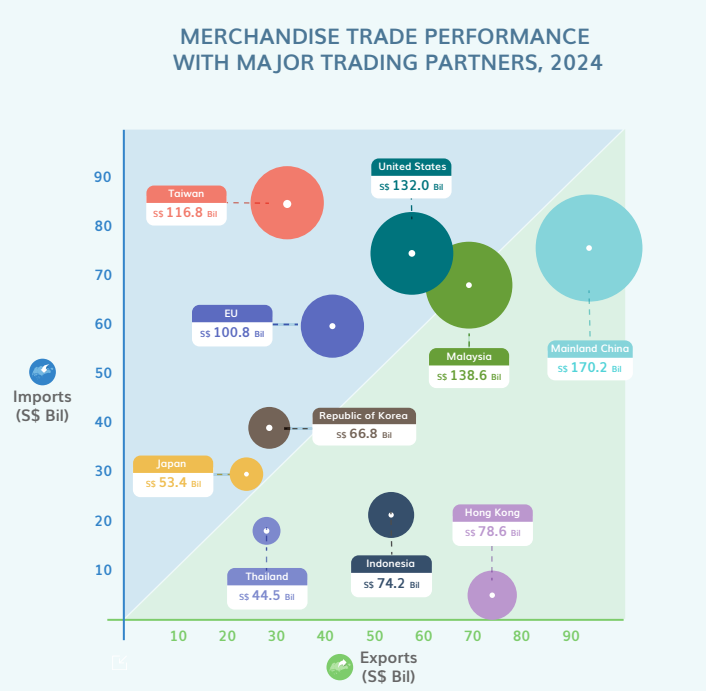 MERCHANDISE TRADE PERFORMANCE
WITH MAJOR TRADING PARTNERS, 2024
90
80
70
60
50
40
30
20
10
Imports
(S$ Bil)
Taiwan
S$ 116.8 Bil
United States
S$ 132.0 Bil
EU
S$ 100.8 Bil
Malaysia
S$ 138.6 Bil
Mainland China
S$ 170.2 Bil
Republic of Korea
S$ 66.8 Bil
Japan
S$ 53.4 Bil
Hong Kong
S$ 78.6 Bil
Thailand
S$ 44.5 Bil
Indonesia
S$ 74.2 Bil
10
20
30
40
50
60
70
80
90
Exports
(S$ Bil)